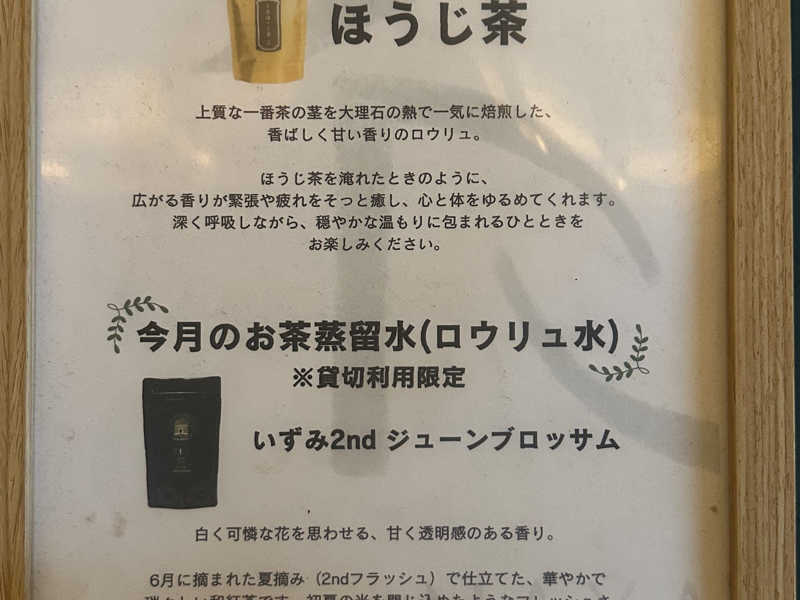 ほうじ茶
上質な一番茶の茎を大理石の熱で一気に焙煎した、
香ばしく甘い香りのロウリュ。
ほうじ茶を淹れたときのように、
広がる香りが緊張や疲れをそっと癒し、心と体をゆるめてくれます。
深く呼吸しながら、穏やかな温もりに包まれるひとときを
お楽しみください。
今月のお茶蒸留水(ロウリュ水)
※貸切利用限定
いずみ2nd ジューンブロッサム
白く可憐な花を思わせる、甘く透明感のある香り。
6月に摘まれた夏摘み（2ndフラッシュ）で仕立てた、華やかで